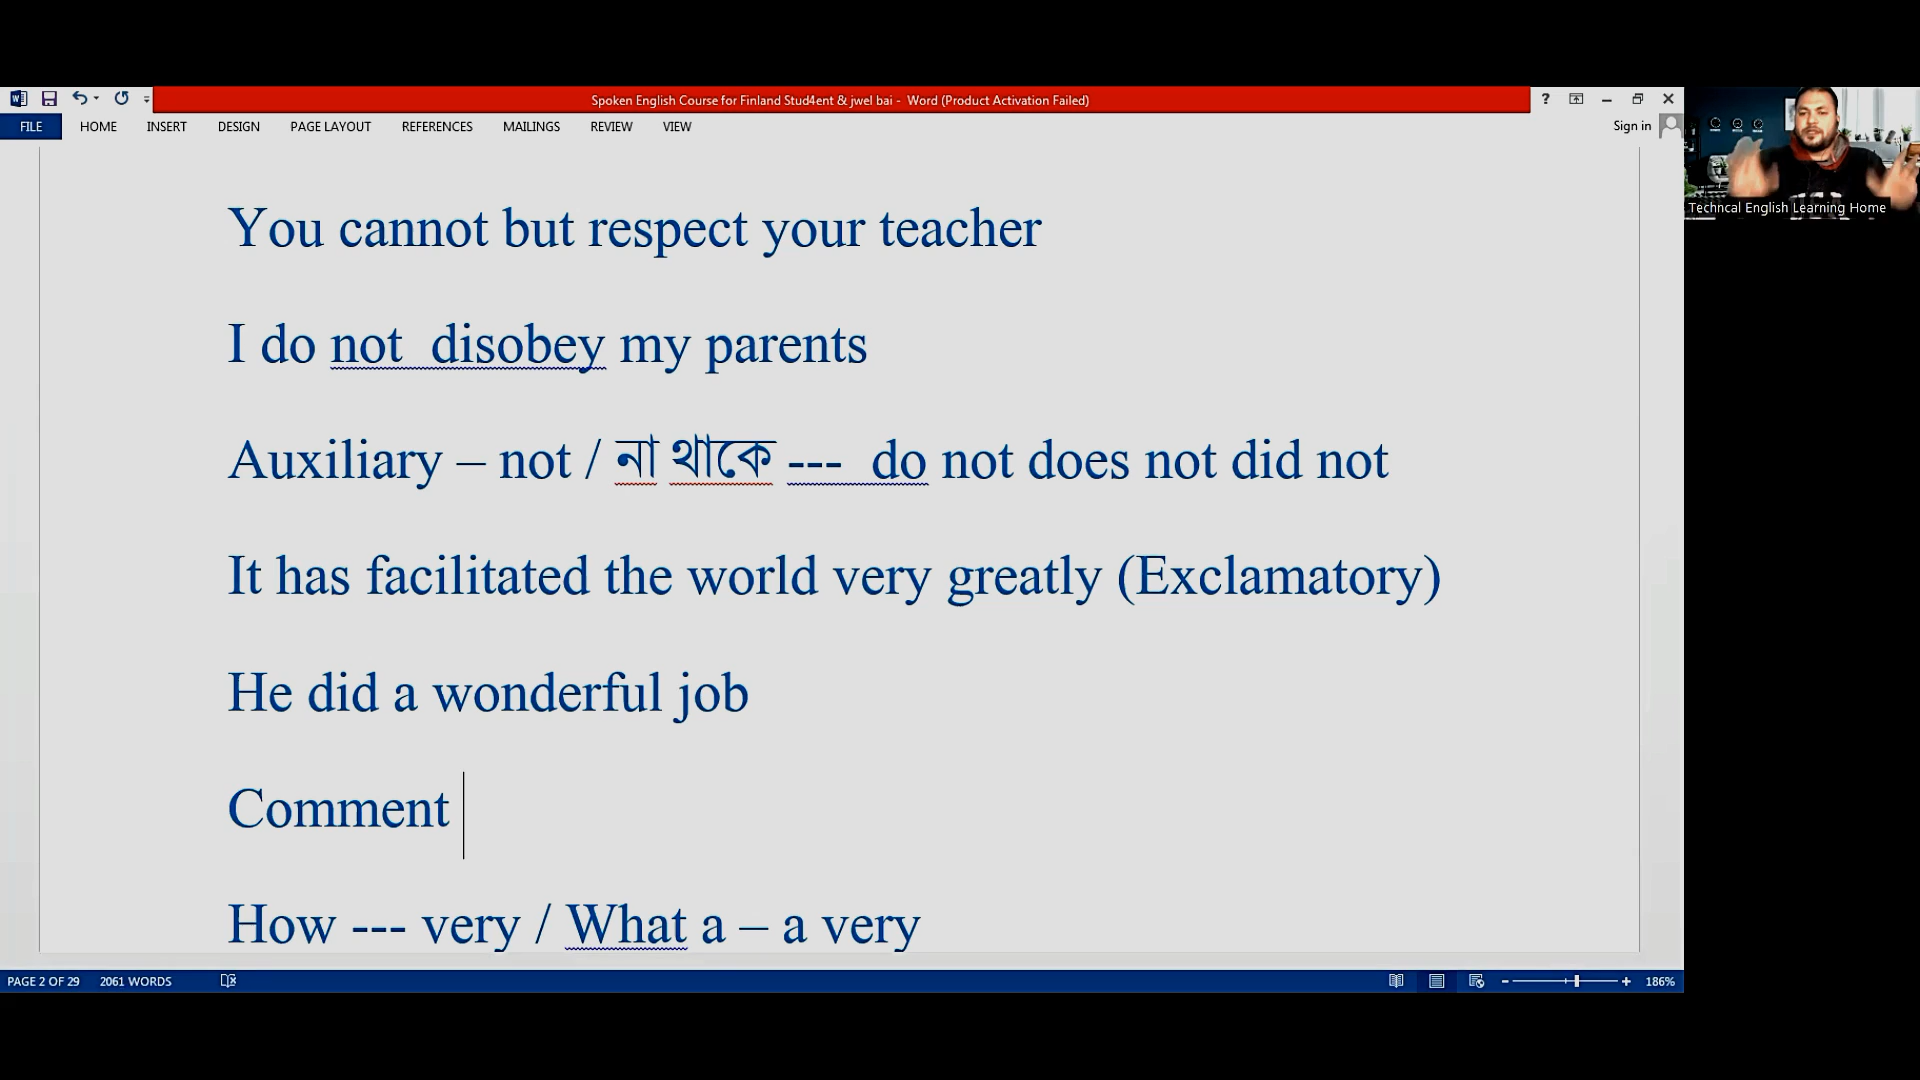 Spoken English Course for Finland Stud4ent & jwel bai - Word (Product Activation Failed)
FILE HOME INSERT DESIGN PAGE LAYOUT REFERENCES MAILINGS REVIEW VIEW Sign in
Techncal English Learning Home
You cannot but respect your teacher
I do not disobey my parents
Auxiliary – not / না থাকে --- do not does not did not
It has facilitated the world very greatly (Exclamatory)
He did a wonderful job
Comment
How --- very / What a – a very
PAGE 2 OF 29 2061 WORDS 186%